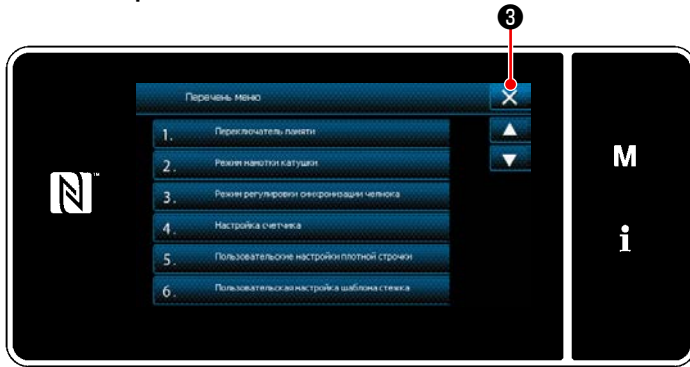 ❸
Перечень меню
1. Переключатель памяти
2. Режим намотки катушки
3. Режим регулировки синхронизации челнока
4. Настройка счетчика
5. Пользовательские настройки плотной строчки
6. Пользовательская настройка шаблона стежка
M
i
N™